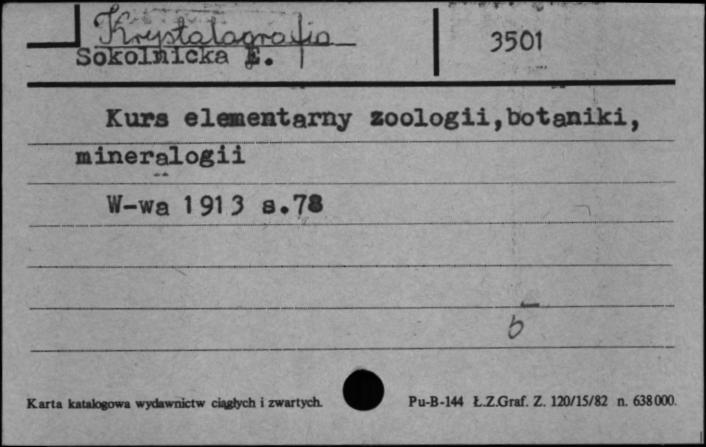 Krystalografia
3501
Sokolnicka E.
Kurs elementarny zoologii,botaniki,
mineralogii
W-wa 1913 s.78
b
Karta katalogowa wydawnictw ciągłych i zwartych.
Pu-B-144 Ł.Z.Graf. Z. 120/15/82 n. 638000.